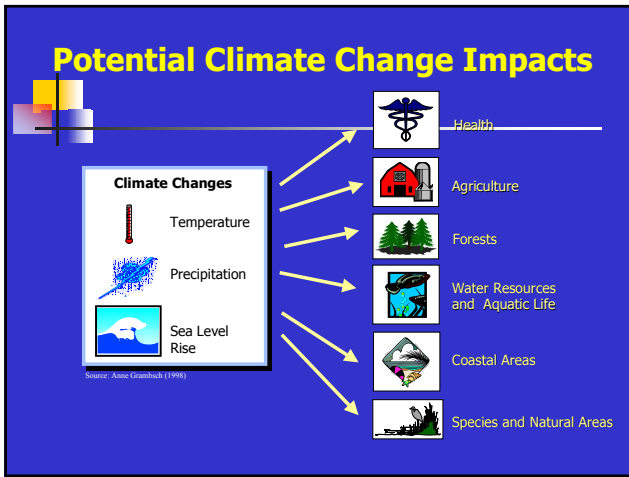 Potential Climate Change Impacts
Climate Changes
Temperature
Precipitation
Sea Level
Rise
Source: Anne Grambsch (1998)
Health
Agriculture
Forests
Water Resources
and Aquatic Life
Coastal Areas
Species and Natural Areas